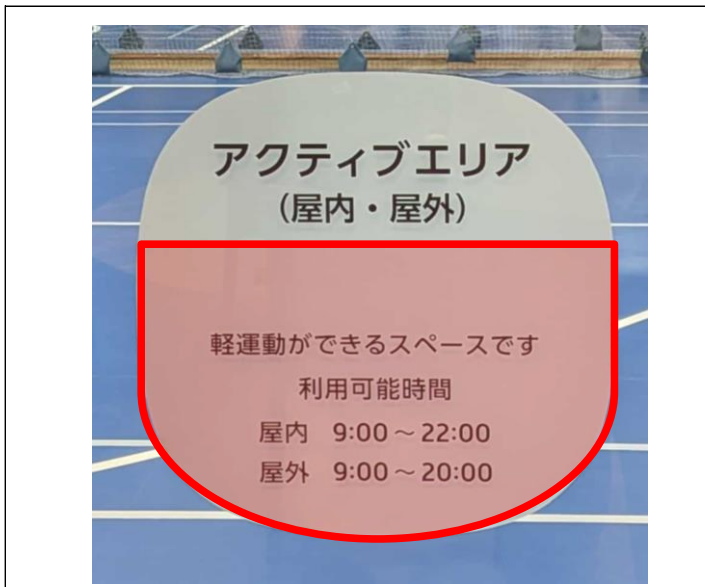 アクティブエリア
(屋内・屋外)
軽運動ができるスペースです
利用可能時間
屋内 9:00～22:00
屋外 9:00～20:00